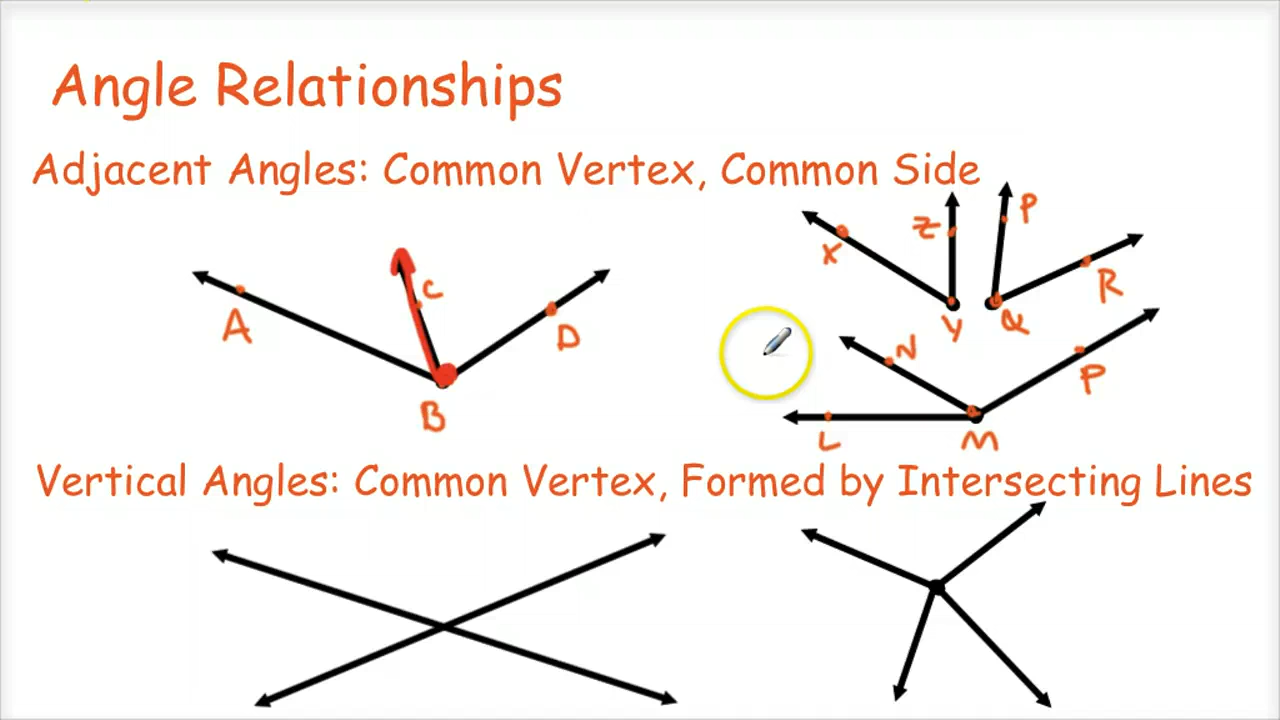 Angle Relationships
Adjacent Angles: Common Vertex, Common Side
P
Z
X
C
R
A
Y
Q
D
N
P
B
L
M
Vertical Angles: Common Vertex, Formed by Intersecting Lines